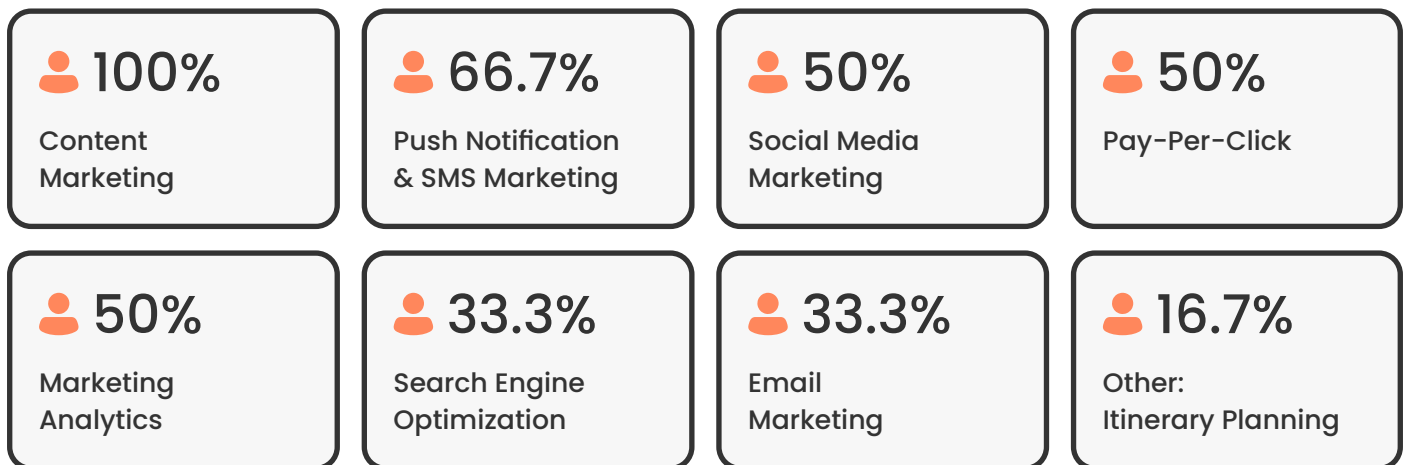 100%
Content
Marketing
66.7%
Push Notification
& SMS Marketing
50%
Social Media
Marketing
50%
Pay-Per-Click
50%
Marketing
Analytics
33.3%
Search Engine
Optimization
33.3%
Email
Marketing
16.7%
Other:
Itinerary Planning